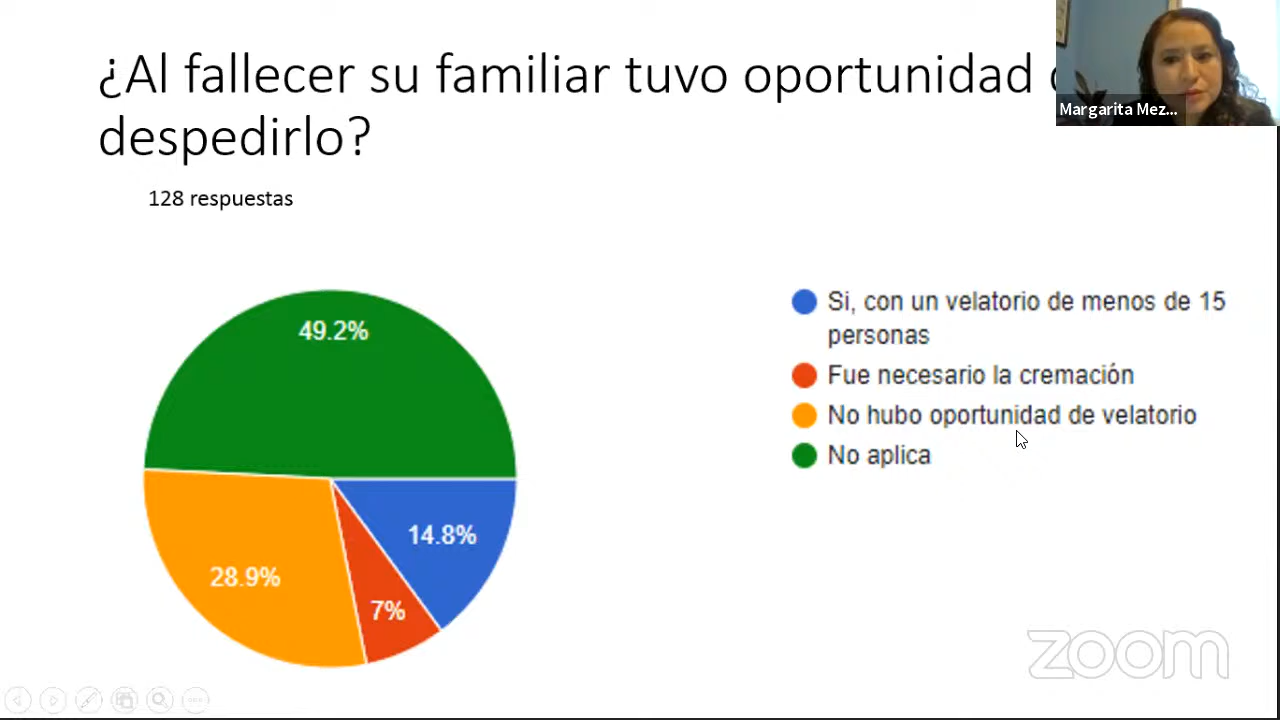 ¿Al fallecer su familiar tuvo oportunidad
despedirlo?
Margarita Mez...
128 respuestas
49.2%
14.8%
28.9%
7%
Si, con un velatorio de menos de 15
personas
Fue necesario la cremación
No hubo oportunidad de velatorio
No aplica
zoom